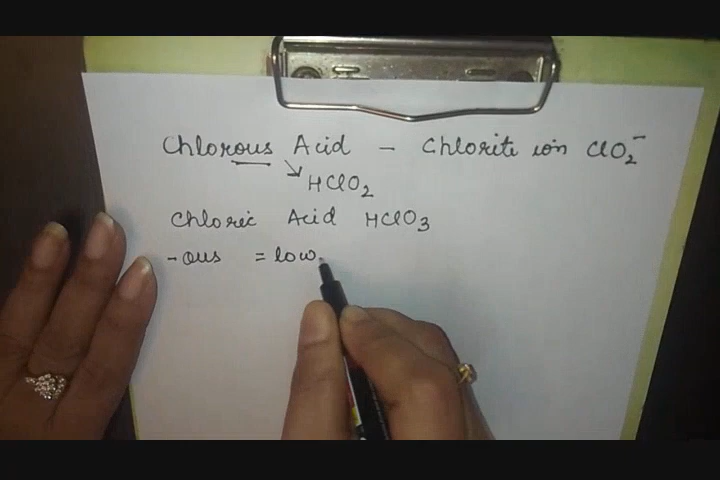 Chlorous Acid - Chlorite ion ClO₂⁻
↘ HClO₂
Chloric Acid HClO₃
-ous = low